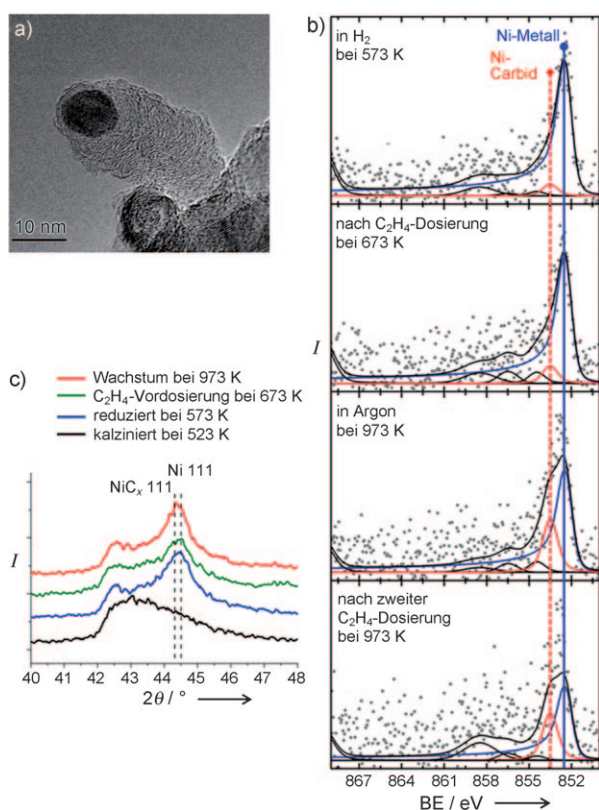 a)
10 nm
b)
in H₂
bei 573 K
Ni-Metall
Ni-
Carbid
nach C₂H₄-Dosierung
bei 673 K
I
in Argon
bei 973 K
nach zweiter
C₂H₄-Dosierung
bei 973 K
867 864 861 858 855 852
BE / eV
c)
Wachstum bei 973 K
C₂H₄-Vordosierung bei 673 K
reduziert bei 573 K
kalziniert bei 523 K
Ni 111
NiCₓ 111
I
40 41 42 43 44 45 46 47 48
2θ / °